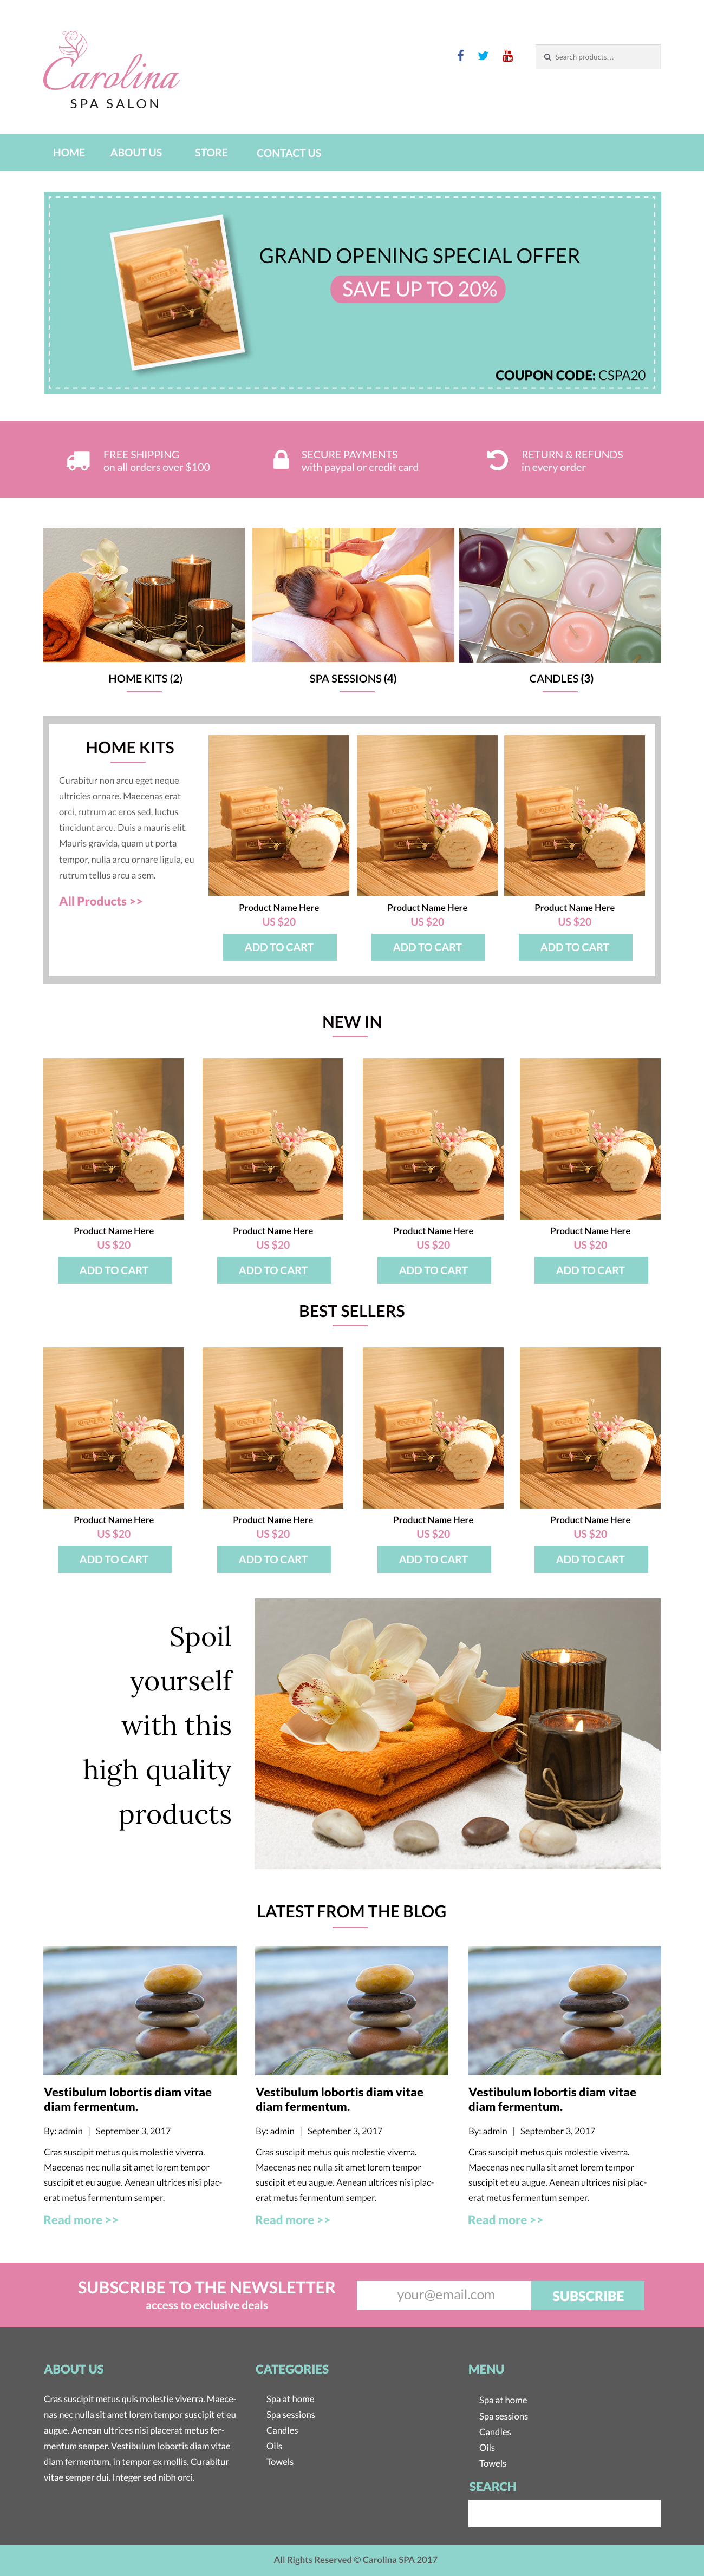 Carolina
SPA SALON
Search products...
HOME ABOUT US STORE CONTACT US
GRAND OPENING SPECIAL OFFER
SAVE UP TO 20%
COUPON CODE: CSPA20
FREE SHIPPING
on all orders over $100
SECURE PAYMENTS
with paypal or credit card
RETURN & REFUNDS
in every order
HOME KITS (2)
SPA SESSIONS (4)
CANDLES (3)
HOME KITS
Curabitur non arcu eget neque
ultricies ornare. Maecenas erat
orci, rutrum ac eros sed, luctus
tincidunt arcu. Duis a mauris elit.
Mauris gravida, quam ut porta
tempor, nulla arcu ornare ligula, eu
rutrum tellus arcu a sem.
All Products >>
Product Name Here
US $20
ADD TO CART
Product Name Here
US $20
ADD TO CART
Product Name Here
US $20
ADD TO CART
NEW IN
Product Name Here
US $20
ADD TO CART
Product Name Here
US $20
ADD TO CART
Product Name Here
US $20
ADD TO CART
Product Name Here
US $20
ADD TO CART
BEST SELLERS
Product Name Here
US $20
ADD TO CART
Product Name Here
US $20
ADD TO CART
Product Name Here
US $20
ADD TO CART
Product Name Here
US $20
ADD TO CART
Spoil
yourself
with this
high quality
products
LATEST FROM THE BLOG
Vestibulum lobortis diam vitae
diam fermentum.
By: admin | September 3, 2017
Cras suscipit metus quis molestie viverra.
Maecenas nec nulla sit amet lorem tempor
suscipit et eu augue. Aenean ultrices nisi plac-
erat metus fermentum semper.
Read more >>
Vestibulum lobortis diam vitae
diam fermentum.
By: admin | September 3, 2017
Cras suscipit metus quis molestie viverra.
Maecenas nec nulla sit amet lorem tempor
suscipit et eu augue. Aenean ultrices nisi plac-
erat metus fermentum semper.
Read more >>
Vestibulum lobortis diam vitae
diam fermentum.
By: admin | September 3, 2017
Cras suscipit metus quis molestie viverra.
Maecenas nec nulla sit amet lorem tempor
suscipit et eu augue. Aenean ultrices nisi plac-
erat metus fermentum semper.
Read more >>
SUBSCRIBE TO THE NEWSLETTER
access to exclusive deals
your@email.com
SUBSCRIBE
ABOUT US
Cras suscipit metus quis molestie viverra. Maece-
nas nec nulla sit amet lorem tempor suscipit et eu
augue. Aenean ultrices nisi placerat metus fer-
mentum semper. Vestibulum lobortis diam vitae
diam fermentum, in tempor ex mollis. Curabitur
vitae semper dui. Integer sed nibh orci.
CATEGORIES
Spa at home
Spa sessions
Candles
Oils
Towels
MENU
Spa at home
Spa sessions
Candles
Oils
Towels
SEARCH
All Rights Reserved © Carolina SPA 2017